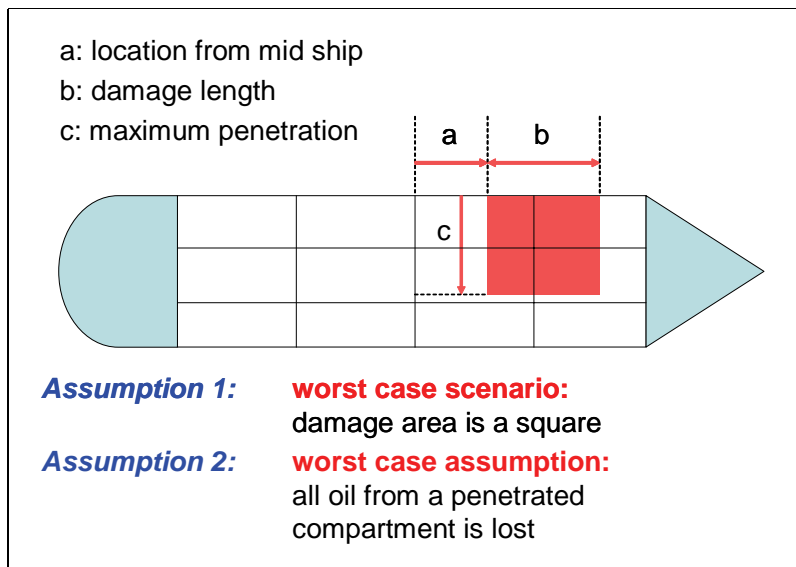 a: location from mid ship
b: damage length
c: maximum penetration
a
b
c
Assumption 1: worst case scenario:
damage area is a square
Assumption 2: worst case assumption:
all oil from a penetrated
compartment is lost